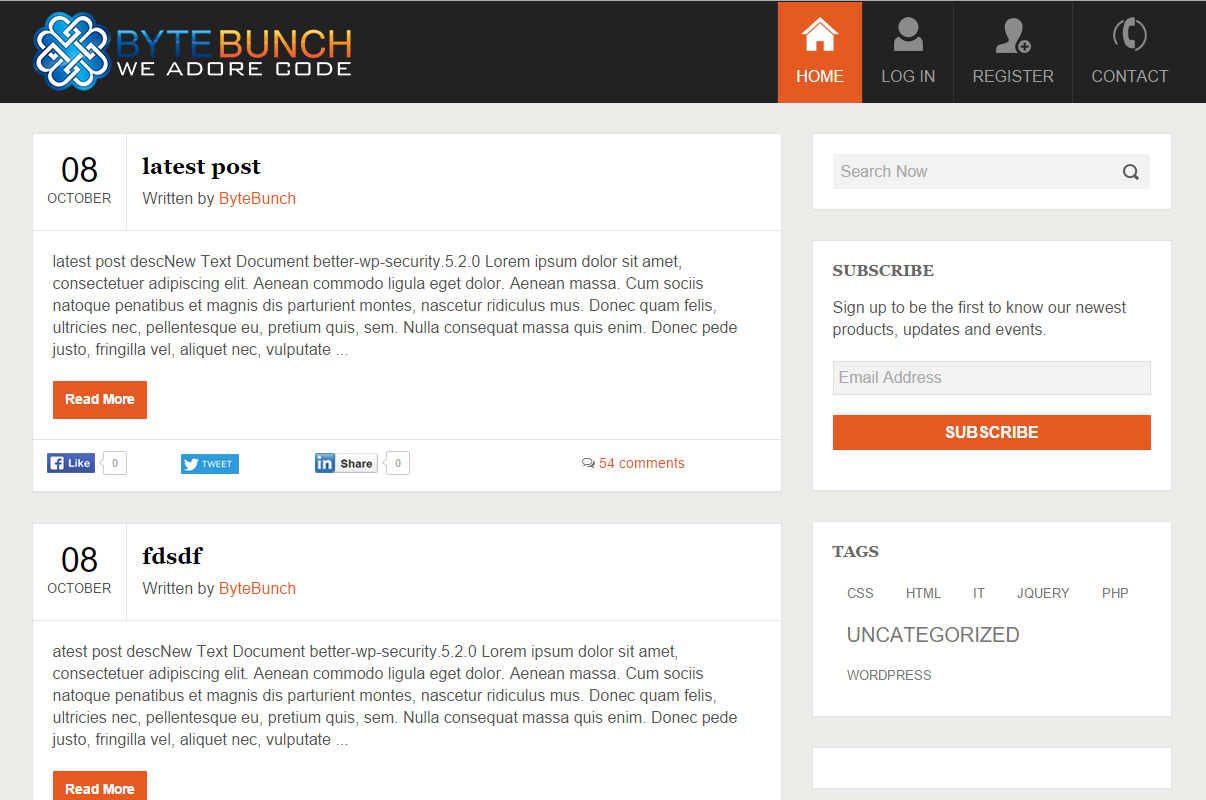 BYTEBUNCH
WE ADORE CODE
HOME
LOG IN
REGISTER
CONTACT
08
OCTOBER
latest post
Written by ByteBunch
latest post descNew Text Document better-wp-security.5.2.0 Lorem ipsum dolor sit amet,
consectetuer adipiscing elit. Aenean commodo ligula eget dolor. Aenean massa. Cum sociis
natoque penatibus et magnis dis parturient montes, nascetur ridiculus mus. Donec quam felis,
ultricies nec, pellentesque eu, pretium quis, sem. Nulla consequat massa quis enim. Donec pede
justo, fringilla vel, aliquet nec, vulputate ...
Read More
f Like 0
TWEET
in Share 0
54 comments
08
OCTOBER
fdsdf
Written by ByteBunch
atest post descNew Text Document better-wp-security.5.2.0 Lorem ipsum dolor sit amet,
consectetuer adipiscing elit. Aenean commodo ligula eget dolor. Aenean massa. Cum sociis
natoque penatibus et magnis dis parturient montes, nascetur ridiculus mus. Donec quam felis,
ultricies nec, pellentesque eu, pretium quis, sem. Nulla consequat massa quis enim. Donec pede
justo, fringilla vel, aliquet nec, vulputate ...
Read More
Search Now
SUBSCRIBE
Sign up to be the first to know our newest
products, updates and events.
Email Address
SUBSCRIBE
TAGS
CSS HTML IT JQUERY PHP
UNCATEGORIZED
WORDPRESS